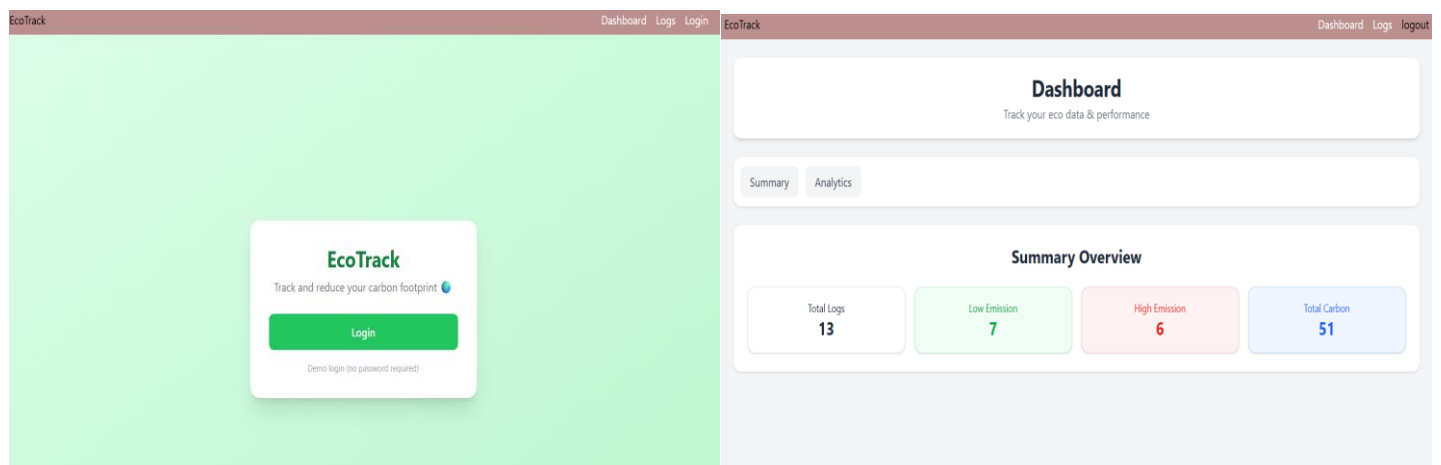 EcoTrack
Dashboard Logs Login
EcoTrack
Track and reduce your carbon footprint
Login
Demo login (no password required)
EcoTrack
Dashboard Logs logout
Dashboard
Track your eco data & performance
Summary Analytics
Summary Overview
Total Logs
13
Low Emission
7
High Emission
6
Total Carbon
51